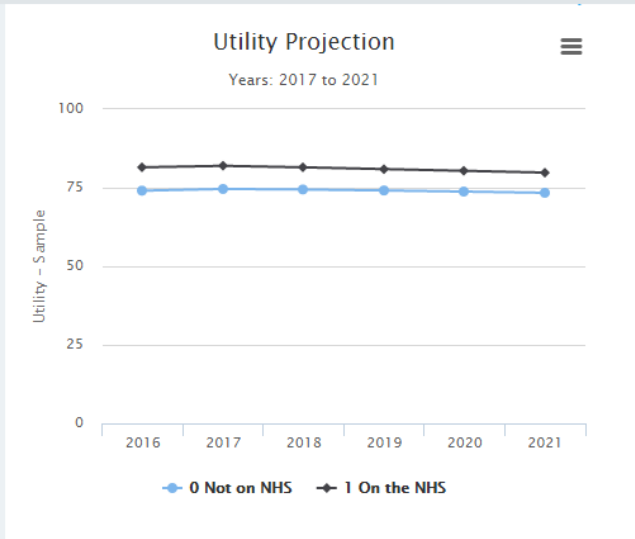 Utility Projection
Years: 2017 to 2021
100
75
50
25
0
Utility - Sample
2016 2017 2018 2019 2020 2021
0 Not on NHS 1 On the NHS